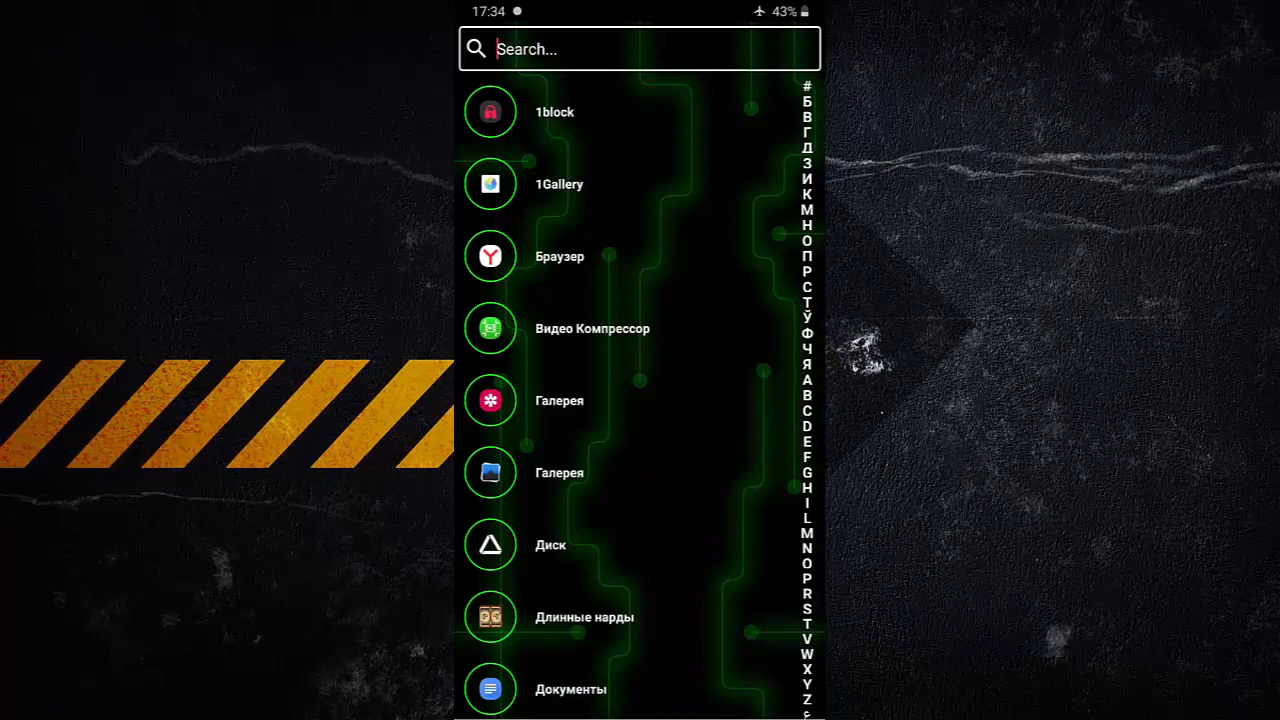 17:34
43%
Search...
1block
1Gallery
Браузер
Видео Компрессор
Галерея
Галерея
Диск
Длинные нарды
Документы
#
Б
В
Г
Д
З
И
К
М
Н
О
П
Р
С
Т
Ў
Ф
Ч
Я
A
B
C
D
E
F
G
H
I
L
M
N
O
P
R
S
T
V
W
X
Y
Z